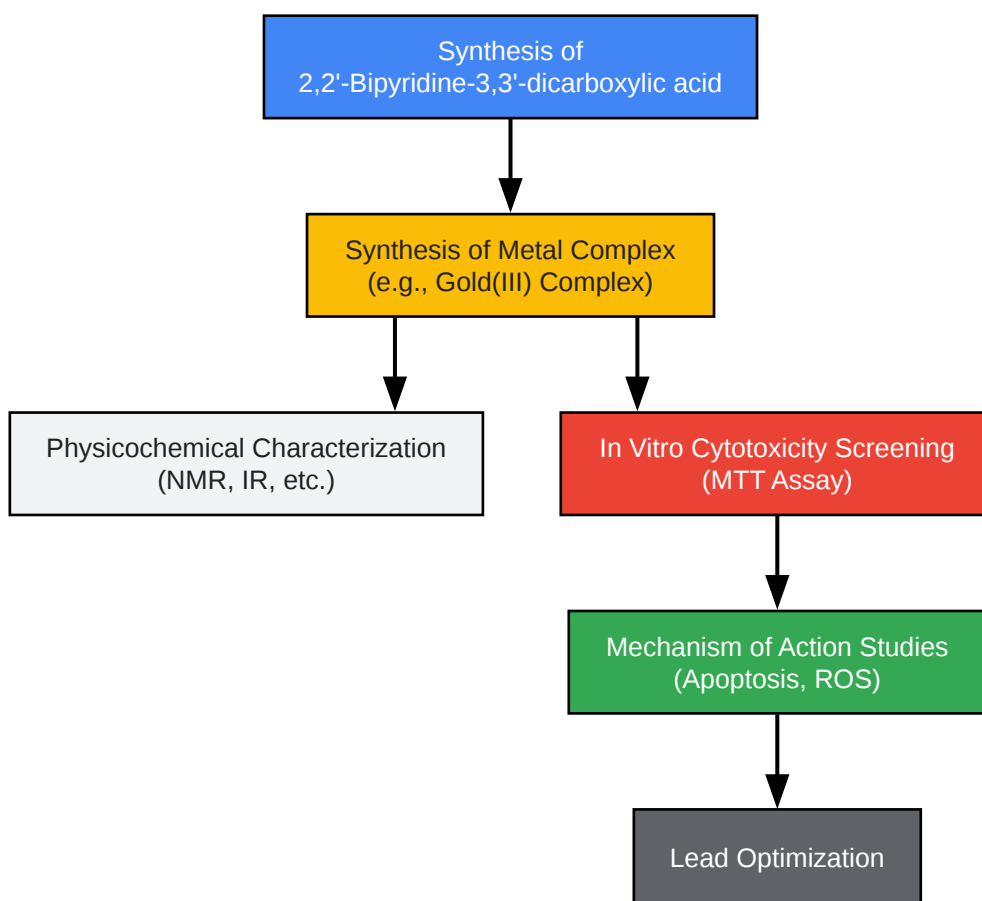 Synthesis of
2,2'-Bipyridine-3,3'-dicarboxylic acid
Synthesis of Metal Complex
(e.g., Gold(III) Complex)
Physicochemical Characterization
(NMR, IR, etc.)
In Vitro Cytotoxicity Screening
(MTT Assay)
Mechanism of Action Studies
(Apoptosis, ROS)
Lead Optimization